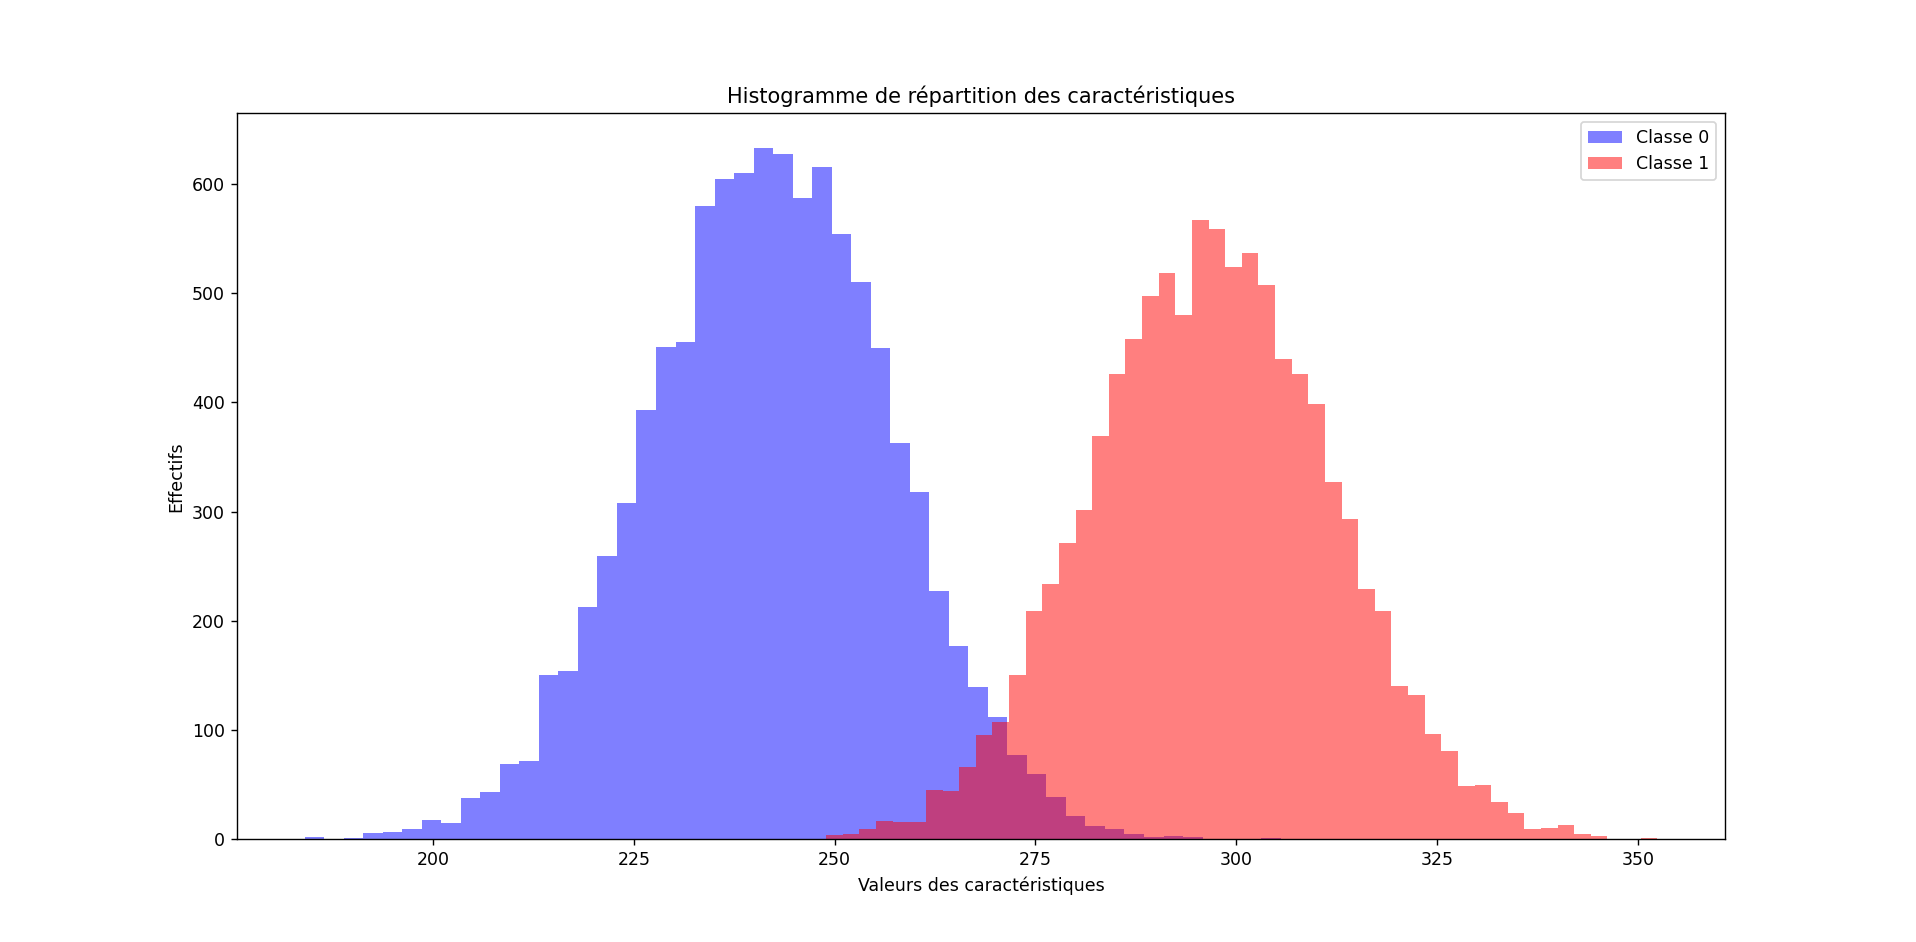 Histogramme de répartition des caractéristiques
Classe 0
Classe 1
600
500
400
300
200
100
0
Effectifs
200 225 250 275 300 325 350
Valeurs des caractéristiques